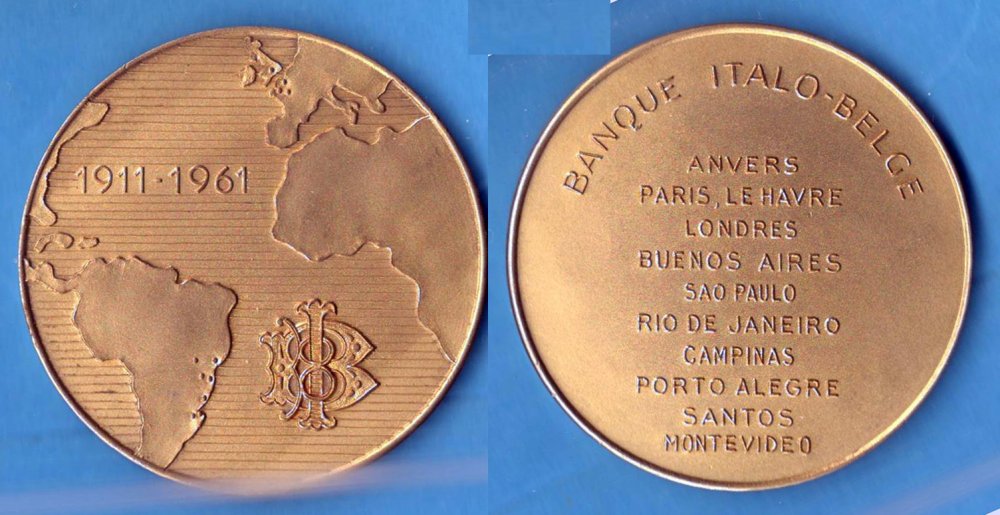 1911·1961
BANQUE ITALO-BELGE
ANVERS
PARIS, LE HAVRE
LONDRES
BUENOS AIRES
SAO PAULO
RIO DE JANEIRO
CAMPINAS
PORTO ALEGRE
SANTOS
MONTEVIDEO